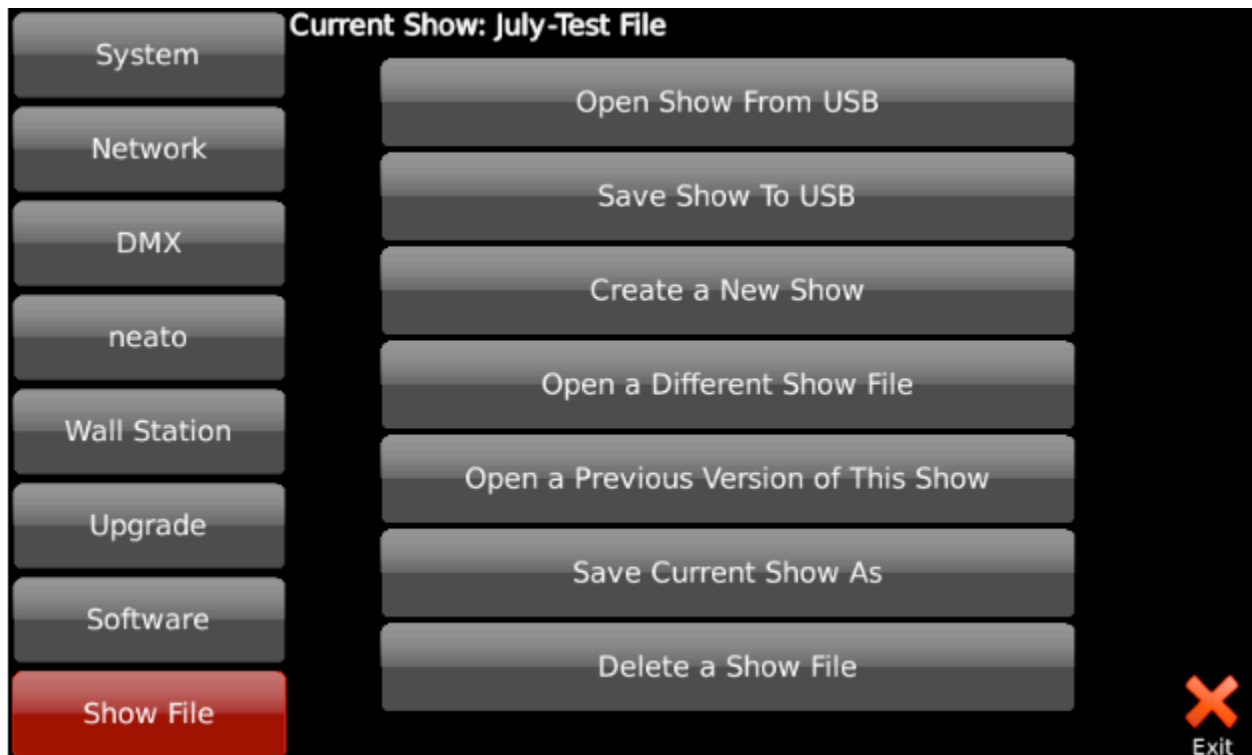 Current Show: July-Test File
System
Network
DMX
neato
Wall Station
Upgrade
Software
Show File
Open Show From USB
Save Show To USB
Create a New Show
Open a Different Show File
Open a Previous Version of This Show
Save Current Show As
Delete a Show File
Exit